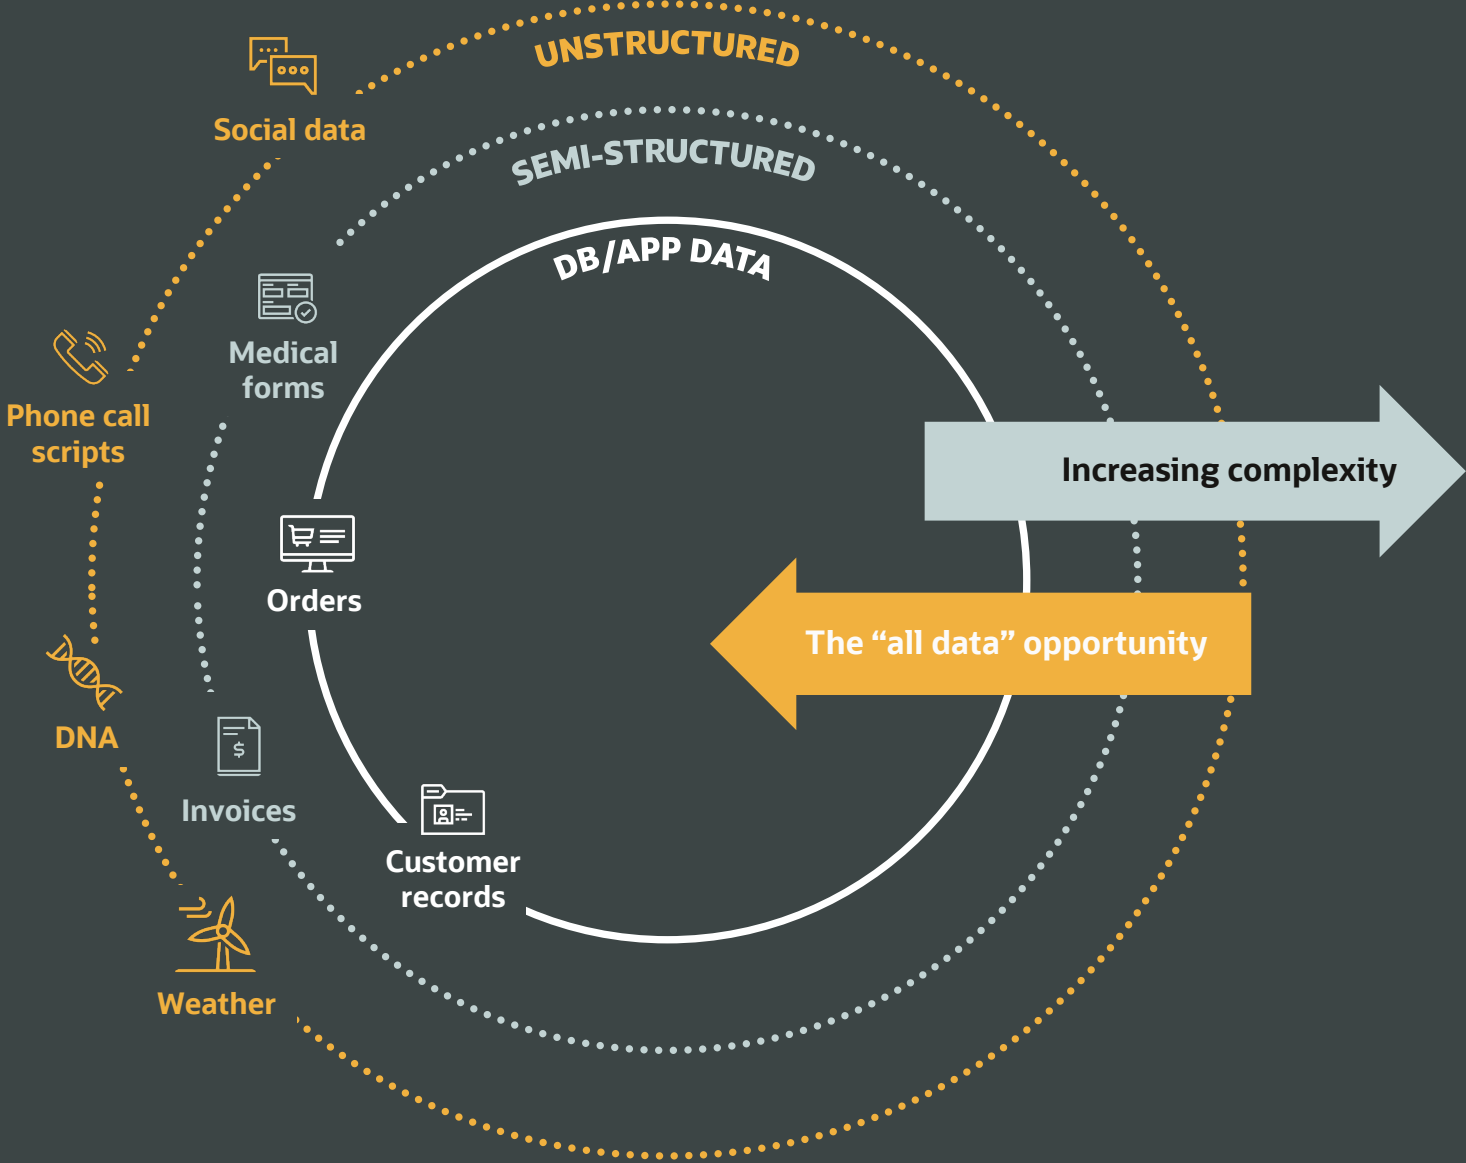 UNSTRUCTURED
Social data
SEMI-STRUCTURED
DB/APP DATA
Medical
forms
Phone call
scripts
Increasing complexity
Orders
The “all data” opportunity
DNA
$
Invoices
Customer
records
Weather